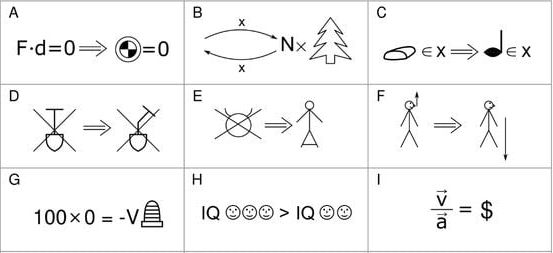 A
F·d=0 ⇒ =0
B
x
N×
x
C
∈ x ⇒ ∈ x
D
⇒
E
⇒
F
⇒
G
100×0 = -V
H
IQ ☺☺☺ > IQ ☺☺
I
v⃗
a⃗
= $